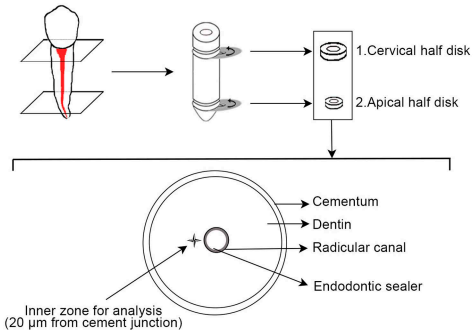 1.Cervical half disk
2.Apical half disk
Cementum
Dentin
Radicular canal
Endodontic sealer
Inner zone for analysis
(20 μm from cement junction)